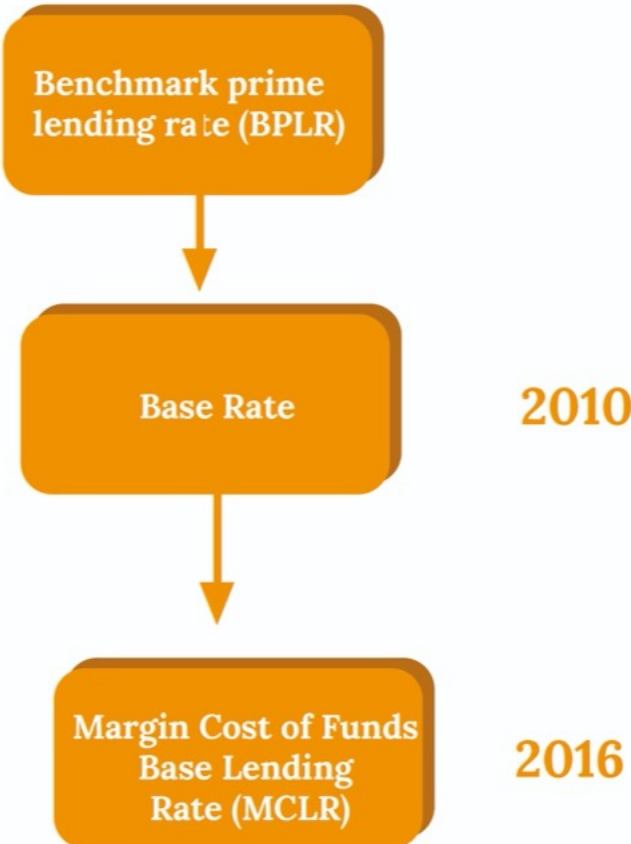 Benchmark prime
lending rate (BPLR)
Base Rate
2010
Margin Cost of Funds
Base Lending
Rate (MCLR)
2016